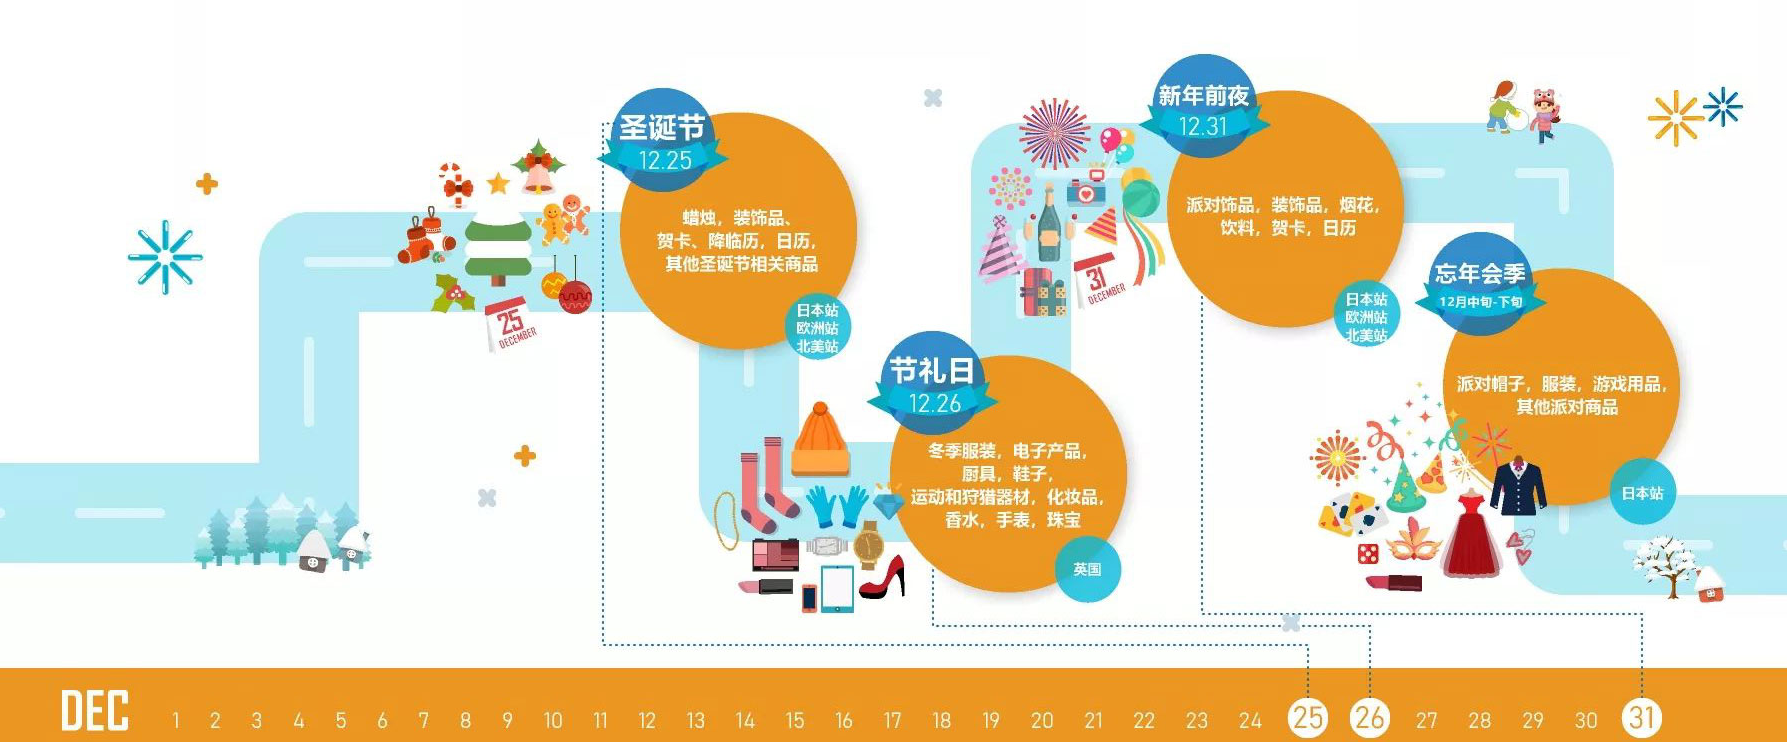 圣诞节
12.25
蜡烛，装饰品、
贺卡、降临历，日历，
其他圣诞节相关商品
日本站
欧洲站
北美站
25
DECEMBER
节礼日
12.26
冬季服装，电子产品，
厨具，鞋子，
运动和狩猎器材，化妆品，
香水，手表，珠宝
英国
新年前夜
12.31
派对饰品，装饰品，烟花，
饮料，贺卡，日历
日本站
欧洲站
北美站
31
DECEMBER
忘年会季
12月中旬-下旬
派对帽子，服装，游戏用品，
其他派对商品
日本站
DEC 1 2 3 4 5 6 7 8 9 10 11 12 13 14 15 16 17 18 19 20 21 22 23 24 25 26 27 28 29 30 31